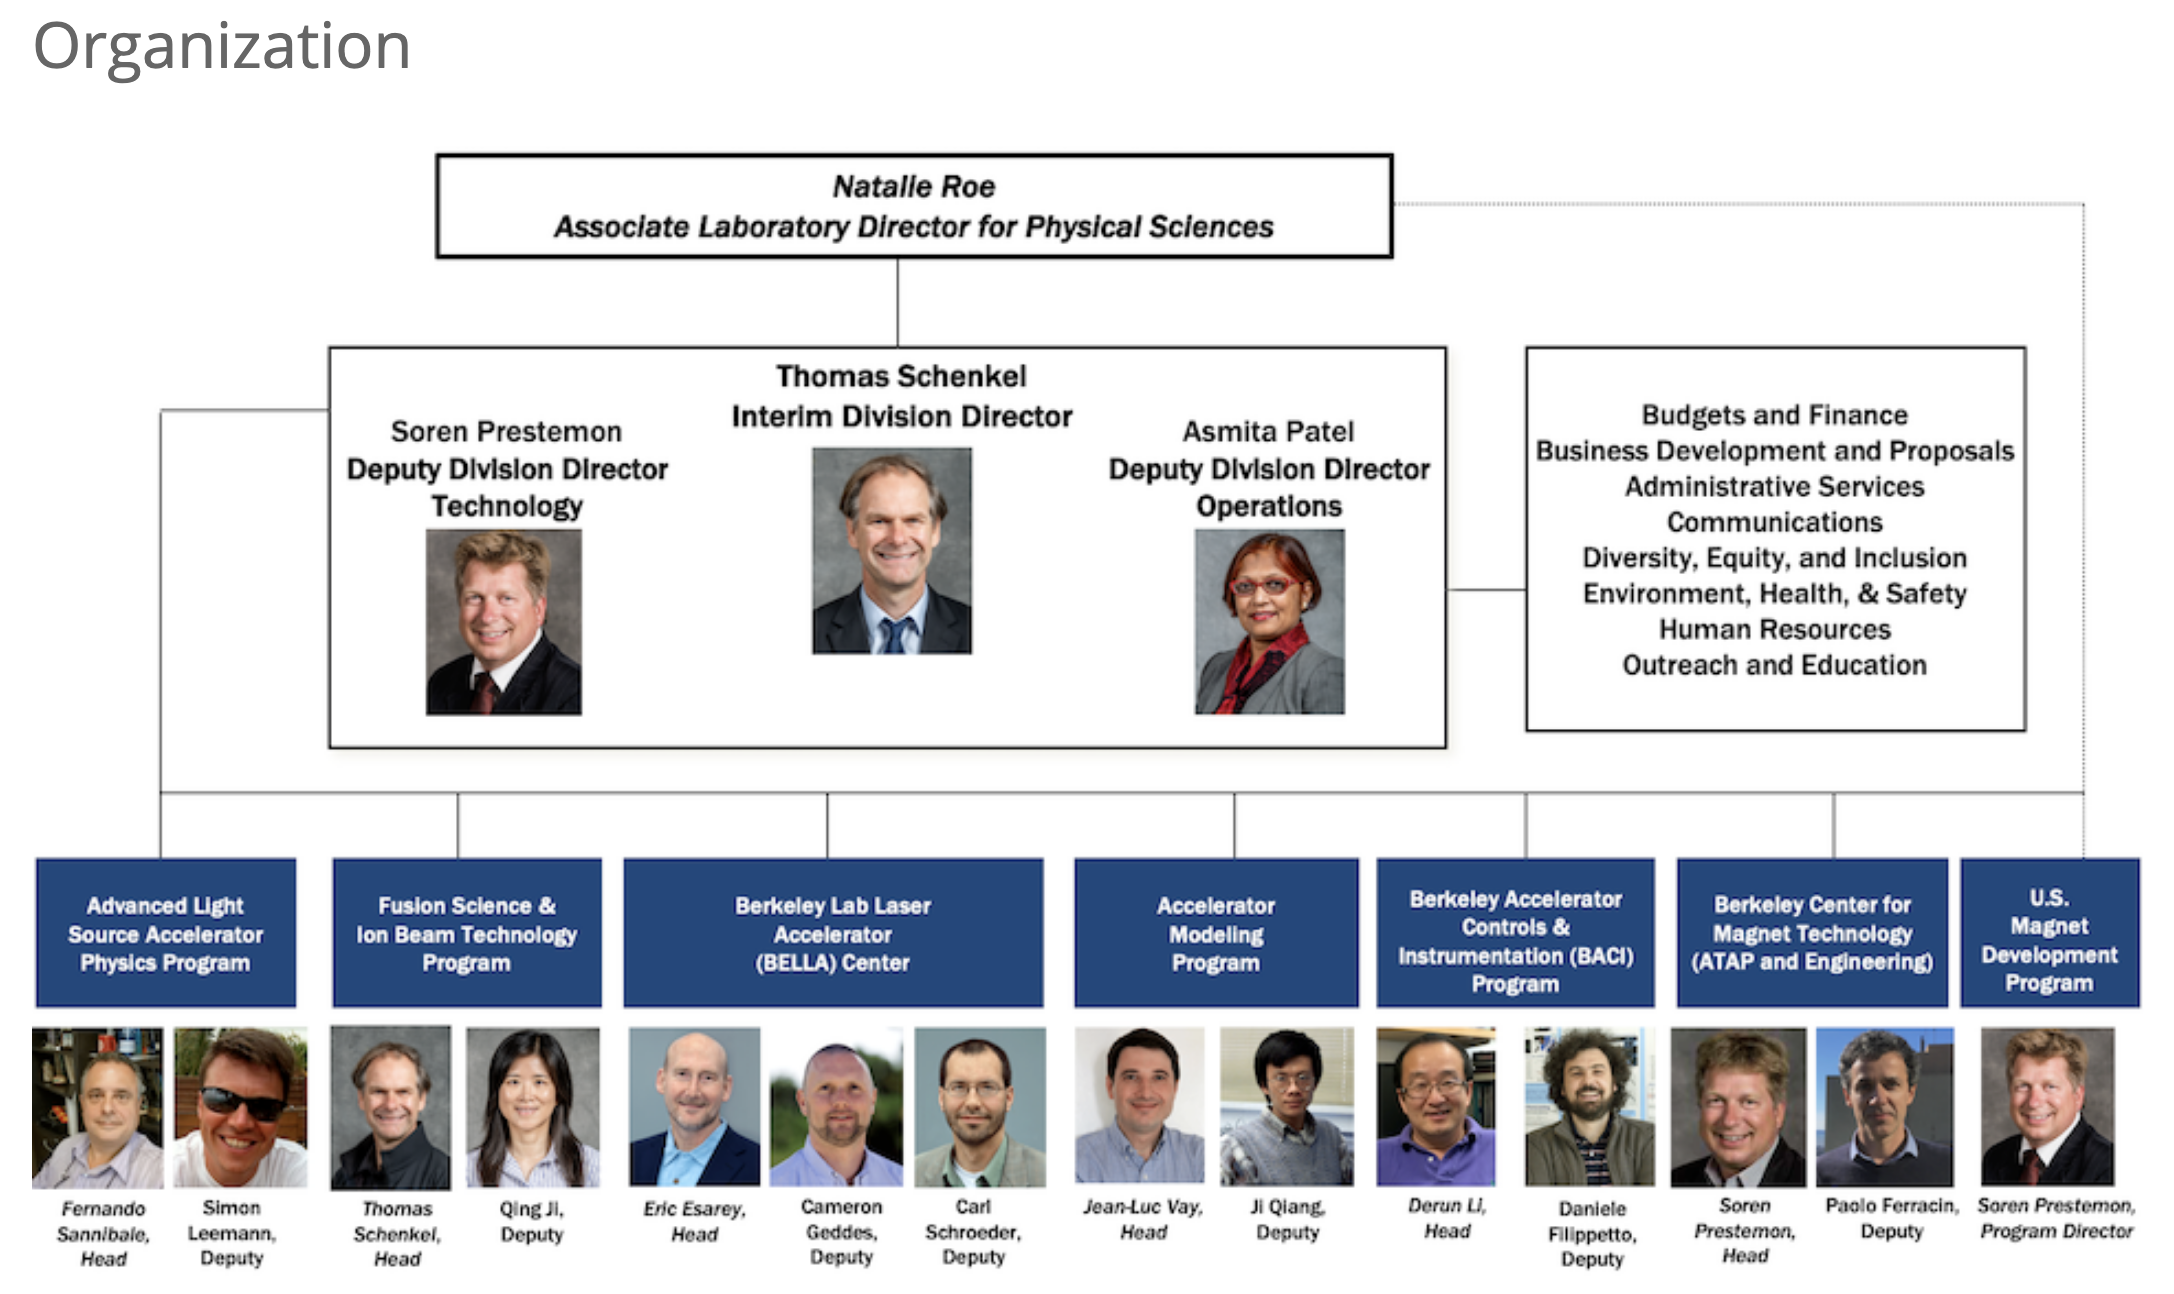 Organization
Natalie Roe
Associate Laboratory Director for Physical Sciences
Thomas Schenkel
Interim Division Director
Soren Prestemon
Deputy Division Director
Technology
Asmita Patel
Deputy Division Director
Operations
Budgets and Finance
Business Development and Proposals
Administrative Services
Communications
Diversity, Equity, and Inclusion
Environment, Health, & Safety
Human Resources
Outreach and Education
Advanced Light
Source Accelerator
Physics Program
Fusion Science &
Ion Beam Technology
Program
Berkeley Lab Laser
Accelerator
(BELLA) Center
Accelerator
Modeling
Program
Berkeley Accelerator
Controls &
Instrumentation (BACI)
Program
Berkeley Center for
Magnet Technology
(ATAP and Engineering)
U.S.
Magnet
Development
Program
Fernando
Sannibale,
Head
Simon
Leemann,
Deputy
Thomas
Schenkel,
Head
Qing Ji,
Deputy
Eric Esarey,
Head
Cameron
Geddes,
Deputy
Carl
Schroeder,
Deputy
Jean-Luc Vay,
Head
Ji Qiang,
Deputy
Derun Li,
Head
Daniele
Filippetto,
Deputy
Soren
Prestemon,
Head
Paolo Ferracin,
Deputy
Soren Prestemon,
Program Director